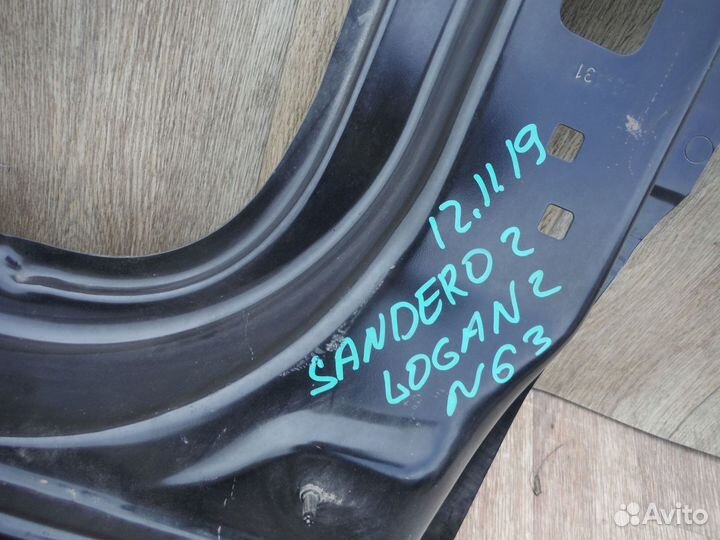 31
12.11.19
SANDERO 2
LOGAN 2
N63
Avito